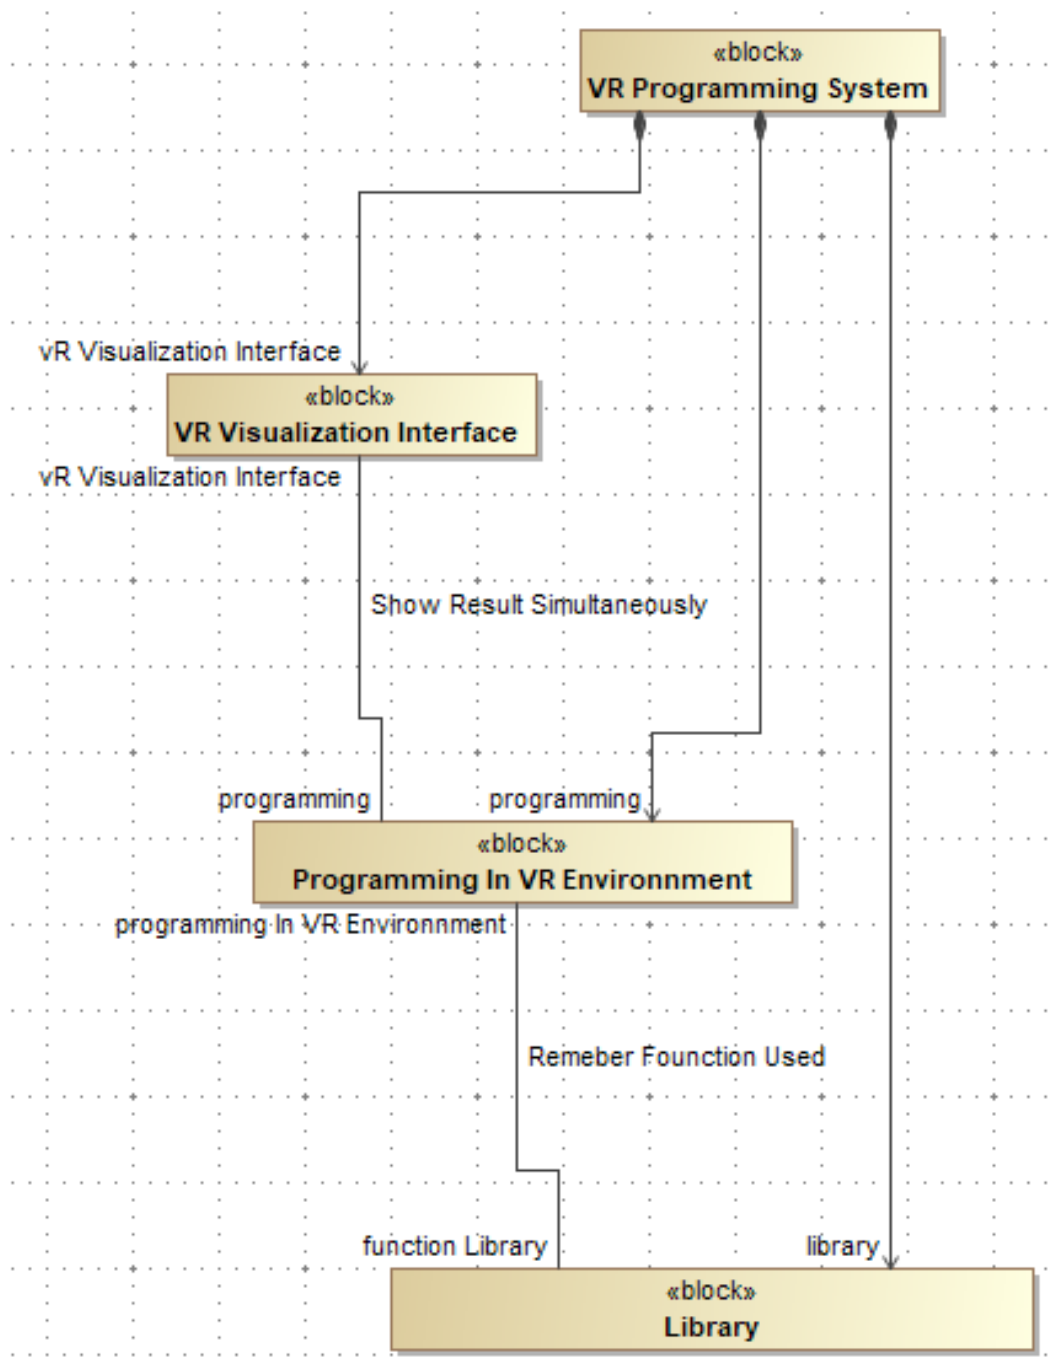 «block»
VR Programming System
vR Visualization Interface
«block»
VR Visualization Interface
vR Visualization Interface
Show Result Simultaneously
programming
programming
«block»
Programming In VR Environnment
programming In VR Environnment
Remeber Founction Used
function Library
library
«block»
Library